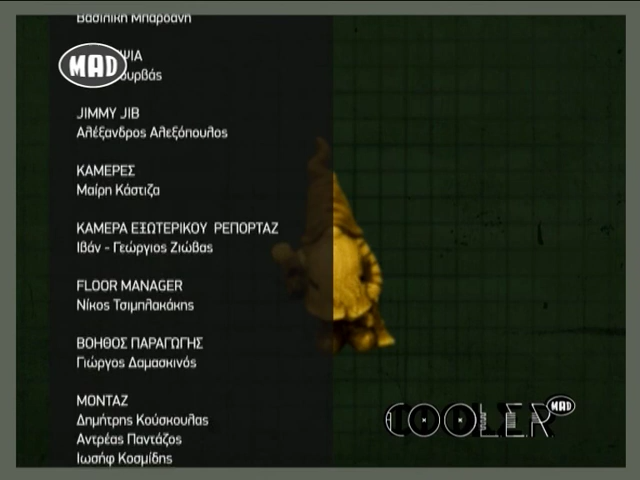 Βασιλική Μπαρσάνη
MAD
JIMMY JIB
Αλέξανδρος Αλεξόπουλος
ΚΑΜΕΡΕΣ
Μαίρη Κάστιζα
ΚΑΜΕΡΑ ΕΞΩΤΕΡΙΚΟΥ ΡΕΠΟΡΤΑΖ
Ιβάν - Γεώργιος Ζιώβας
FLOOR MANAGER
Νίκος Τσιμπλακάκης
ΒΟΗΘΟΣ ΠΑΡΑΓΩΓΗΣ
Γιώργος Δαμασκινός
ΜΟΝΤΑΖ
Δημήτρης Κούσκουλας
Αντρέας Παντάζος
Ιωσήφ Κοσμίδης
COOLER MAD